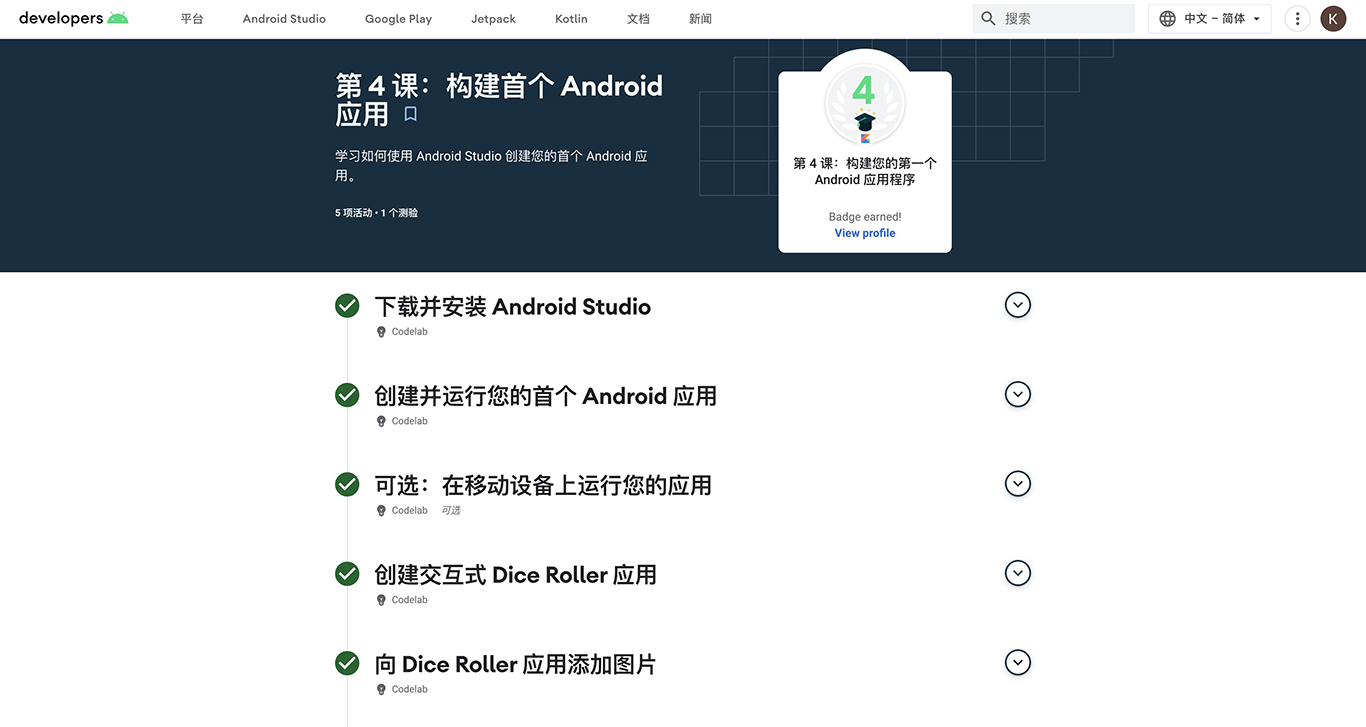 developers
平台
Android Studio
Google Play
Jetpack
Kotlin
文档
新闻
搜索
中文 – 简体
K
第 4 课：构建首个 Android
应用
学习如何使用 Android Studio 创建您的首个 Android 应
用。
5 项活动 · 1 个测验
4
第 4 课：构建您的第一个
Android 应用程序
Badge earned!
View profile
下载并安装 Android Studio
Codelab
创建并运行您的首个 Android 应用
Codelab
可选：在移动设备上运行您的应用
Codelab 可选
创建交互式 Dice Roller 应用
Codelab
向 Dice Roller 应用添加图片
Codelab